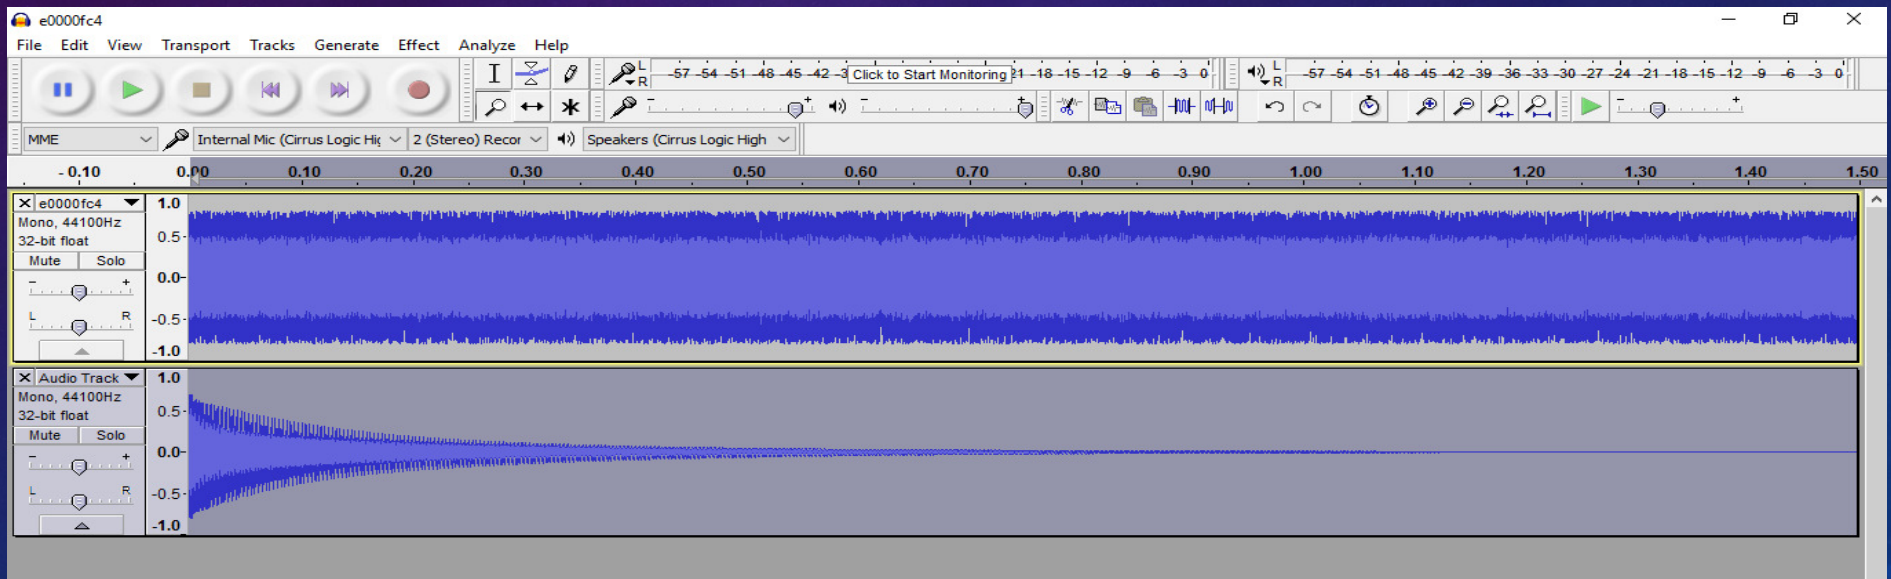 e0000fc4
File Edit View Transport Tracks Generate Effect Analyze Help
L
R
-57 -54 -51 -48 -45 -42 -3 Click to Start Monitoring 21 -18 -15 -12 -9 -6 -3 0
L
R
-57 -54 -51 -48 -45 -42 -39 -36 -33 -30 -27 -24 -21 -18 -15 -12 -9 -6 -3 0
- + - - +
MME Internal Mic (Cirrus Logic Hig 2 (Stereo) Recor Speakers (Cirrus Logic High
- 0.10 0.00 0.10 0.20 0.30 0.40 0.50 0.60 0.70 0.80 0.90 1.00 1.10 1.20 1.30 1.40 1.50
X e0000fc4 1.0
Mono, 44100Hz
32-bit float 0.5-
Mute Solo
- + 0.0-
L R -0.5-
-1.0
X Audio Track 1.0
Mono, 44100Hz
32-bit float 0.5-
Mute Solo
- + 0.0-
L R -0.5-
-1.0